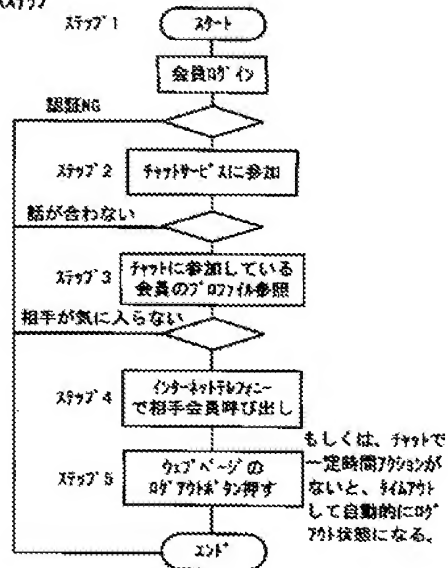 ステップ
ステップ1
スタート
会員ログイン
認証NG
ステップ2
チャットサービスに参加
話が合わない
ステップ3
チャットに参加している
会員のプロファイル参照
相手が気に入らない
ステップ4
インターネットテレフォニー
で相手会員呼び出し
ステップ5
ウェブページの
ログアウトボタン押す
もしくは、チャットで
一定時間アクションが
ないと、タイムアウト
して自動的にログ
アウト状態になる。
エンド